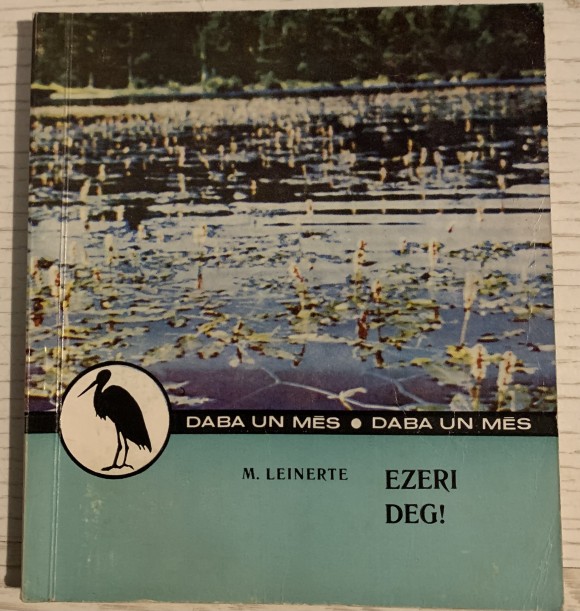 DABA UN MĒS ● DABA UN MĒS
M. LEINERTE
EZERI
DEG!